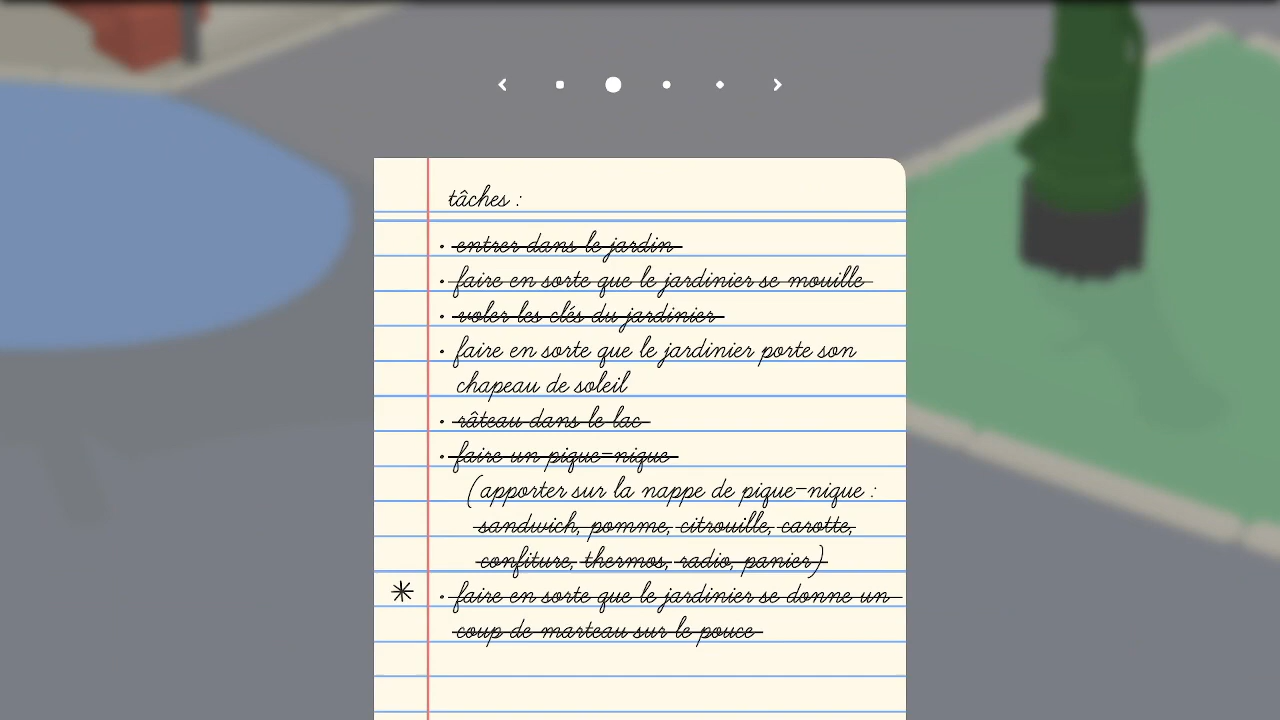 tâches :
• entrer dans le jardin
• faire en sorte que le jardinier se mouille
• voler les clés du jardinier
• faire en sorte que le jardinier porte son
chapeau de soleil
• râteau dans le lac
• faire un pique-nique
(apporter sur la nappe de pique-nique :
sandwich, pomme, citrouille, carotte,
confiture, thermos, radio, panier)
• faire en sorte que le jardinier se donne un
coup de marteau sur le pouce